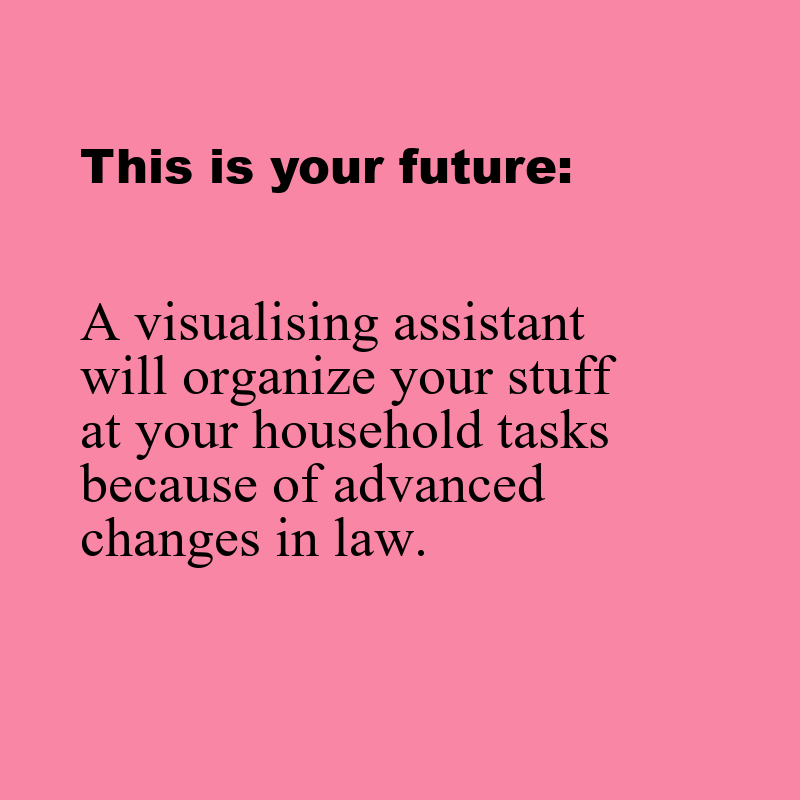 This is your future:
A visualising assistant
will organize your stuff
at your household tasks
because of advanced
changes in law.